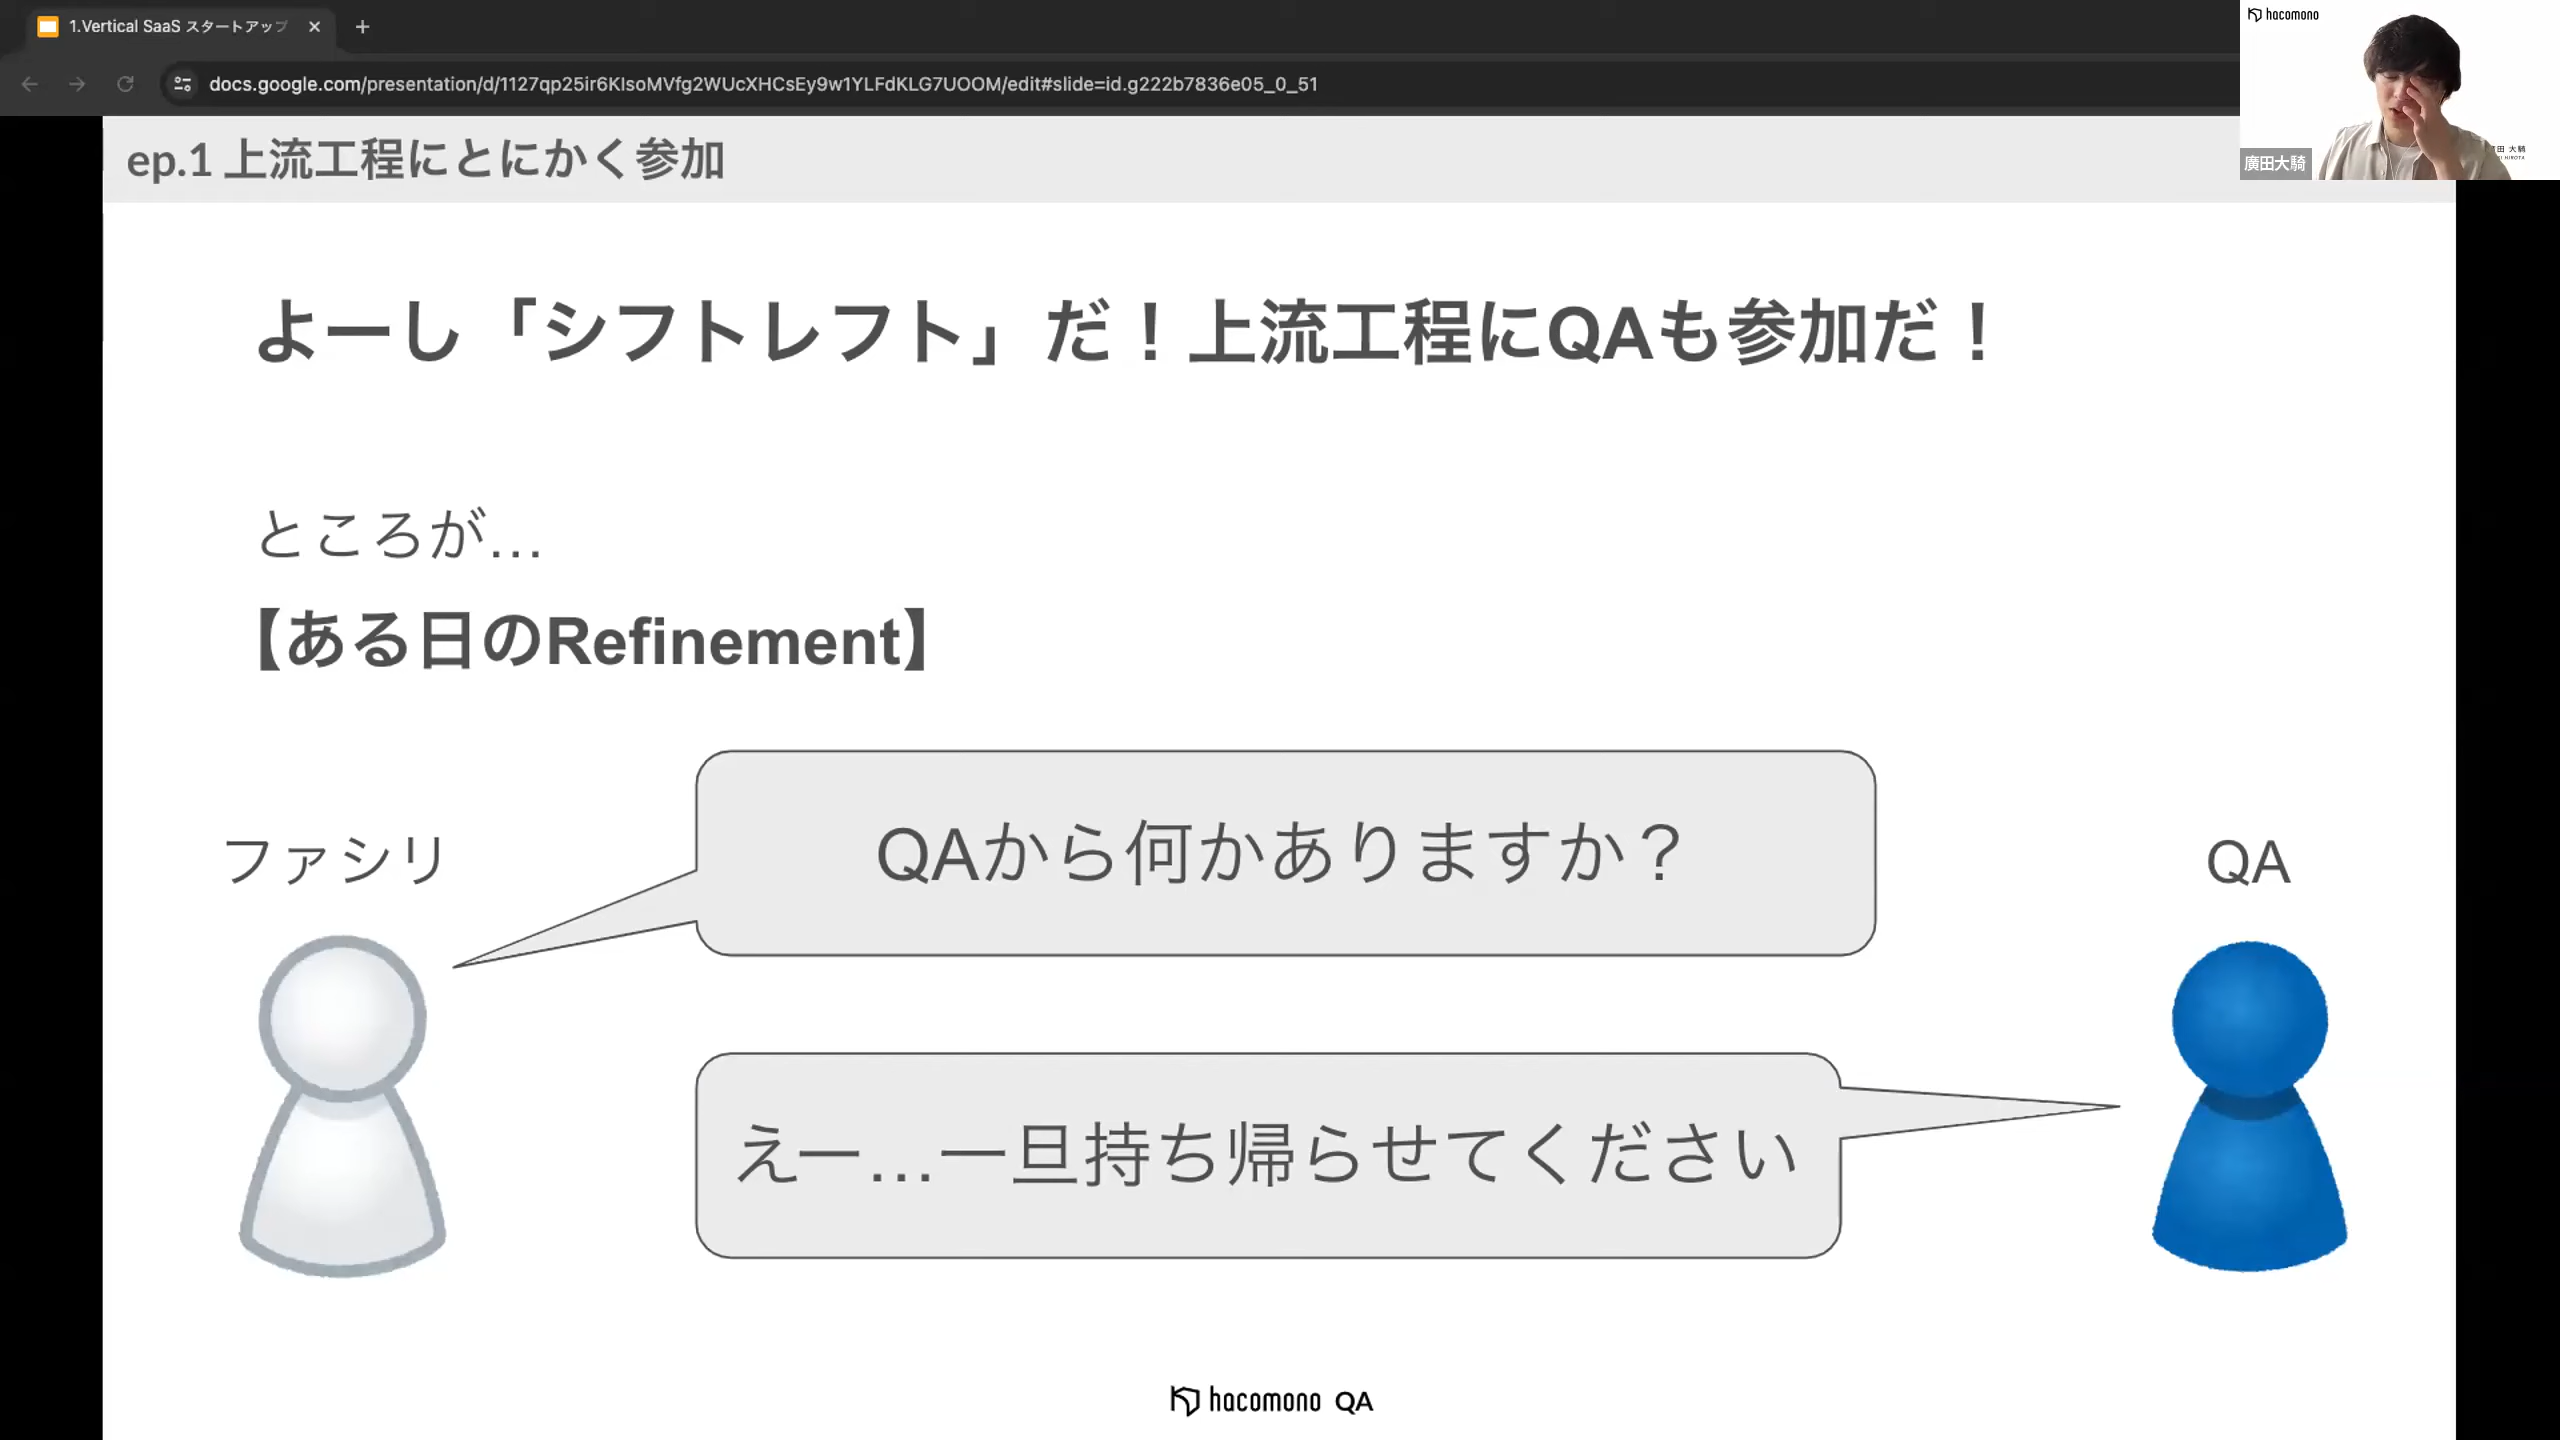 1.Vertical SaaS スタートアップ
docs.google.com/presentation/d/1127qp25ir6KIsoMVfg2WUcXHCsEy9w1YLFdKLG7UOOM/edit#slide=id.g222b7836e05_0_51
hacomono
廣田大騎
ep.1 上流工程にとにかく参加
よーし「シフトレフト」だ！上流工程にQAも参加だ！
ところが…
【ある日のRefinement】
QAから何かありますか？
ファシリ
QA
えー…一旦持ち帰らせてください
hacomono QA